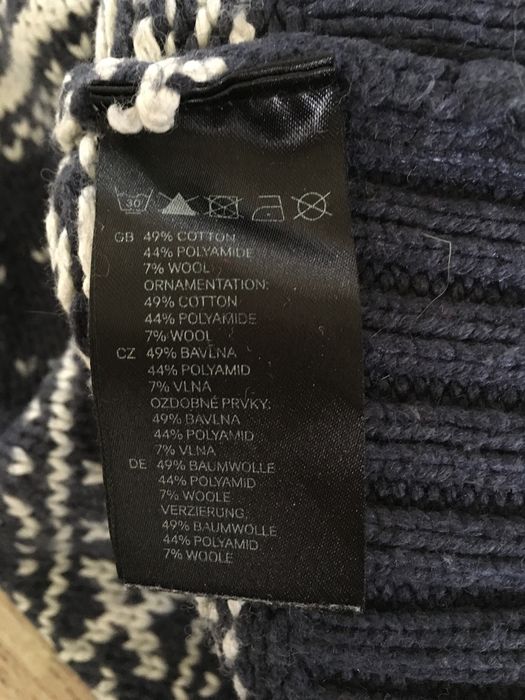 30
GB 49% COTTON
44% POLYAMIDE
7% WOOL
ORNAMENTATION:
49% COTTON
44% POLYAMIDE
7% WOOL
CZ 49% BAVLNA
44% POLYAMID
7% VLNA
OZDOBNÉ PRVKY:
49% BAVLNA
44% POLYAMID
7% VLNA
DE 49% BAUMWOLLE
44% POLYAMID
7% WOOLE
VERZIERUNG:
49% BAUMWOLLE
44% POLYAMID
7% WOOLE